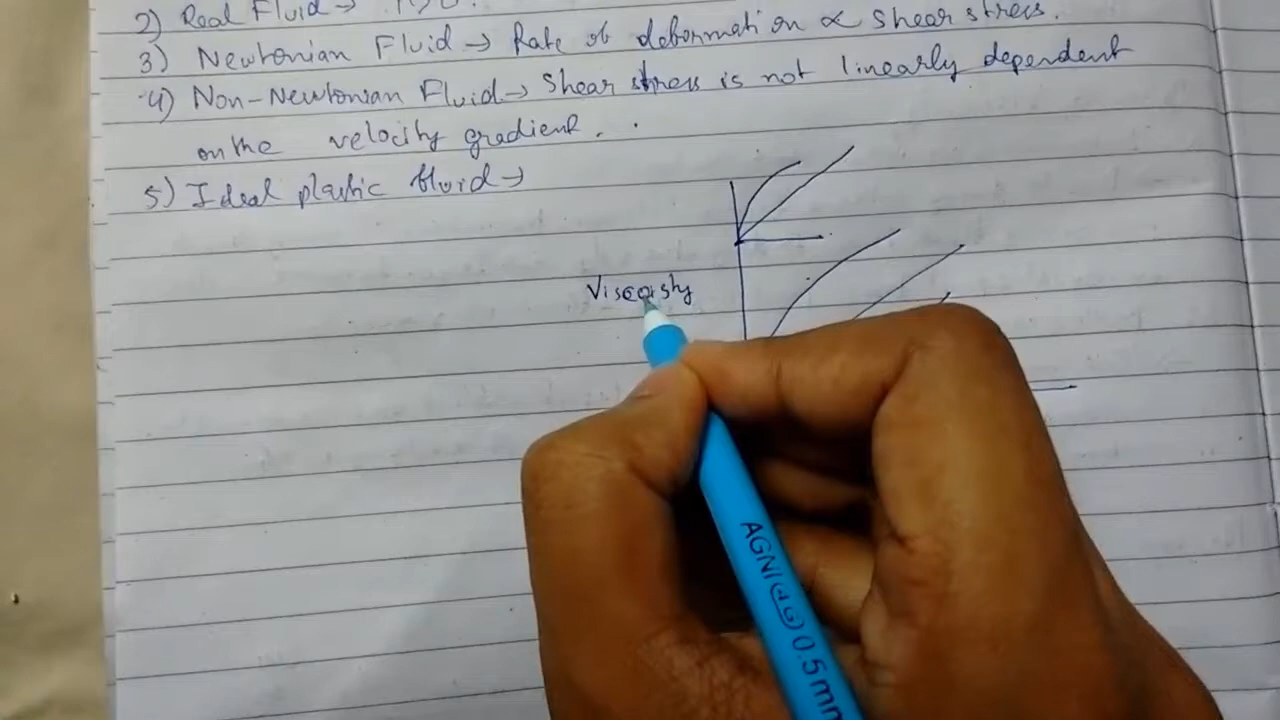 2) Real Fluid →
3) Newtonian Fluid → Rate of deformation ∝ shear stress.
4) Non-Newtonian Fluid → Shear stress is not linearly dependent
on the velocity gradient.
5) Ideal plastic fluid →
Viscosity
AGNI 0.5mm